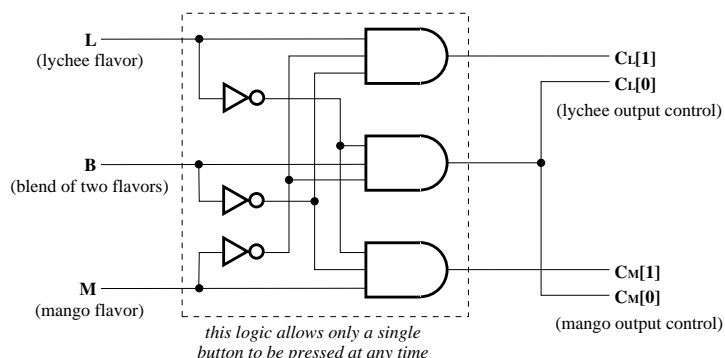 L
(lychee flavor)
B
(blend of two flavors)
M
(mango flavor)
CL[1]
CL[0]
(lychee output control)
CM[1]
CM[0]
(mango output control)
this logic allows only a single
button to be pressed at any time